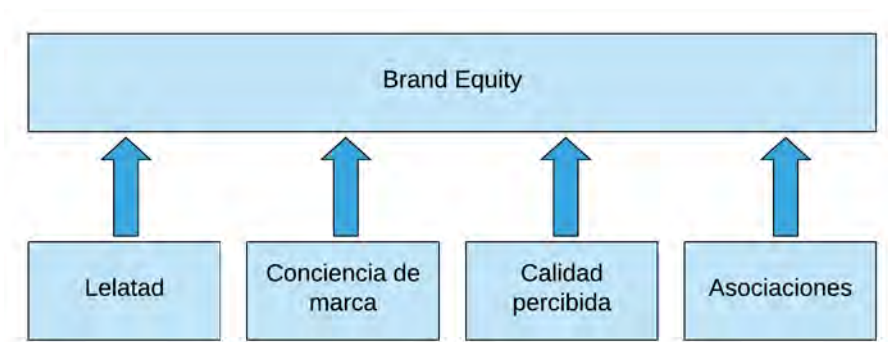 Brand Equity
Lelatad
Conciencia de
marca
Calidad
percibida
Asociaciones